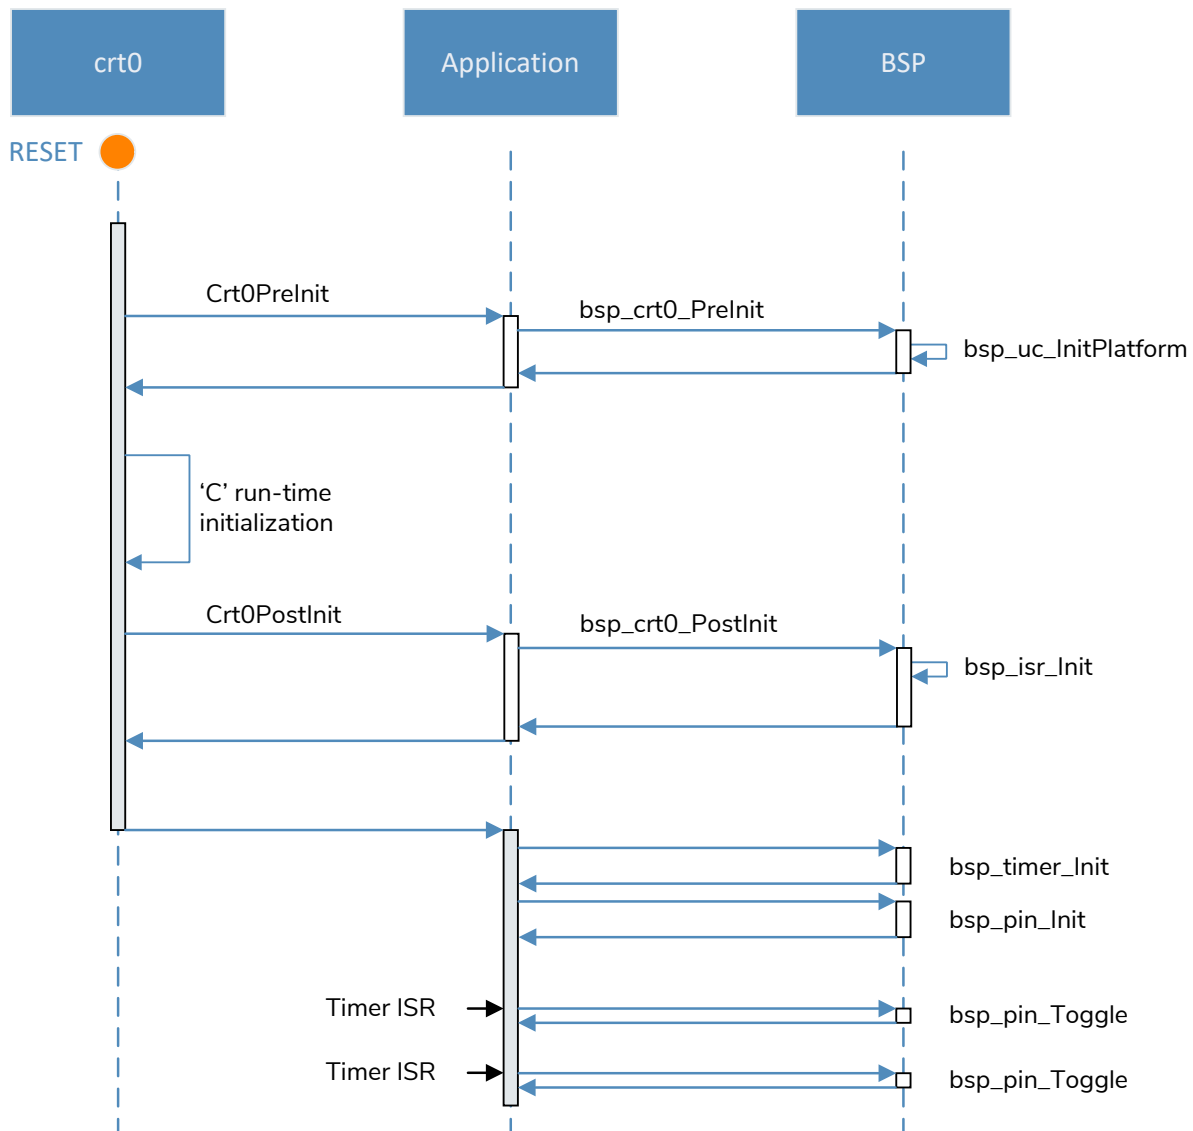 crt0
Application
BSP
RESET
Crt0PreInit
bsp_crt0_PreInit
bsp_uc_InitPlatform
‘C’ run-time
initialization
Crt0PostInit
bsp_crt0_PostInit
bsp_isr_Init
bsp_timer_Init
bsp_pin_Init
Timer ISR
bsp_pin_Toggle
Timer ISR
bsp_pin_Toggle